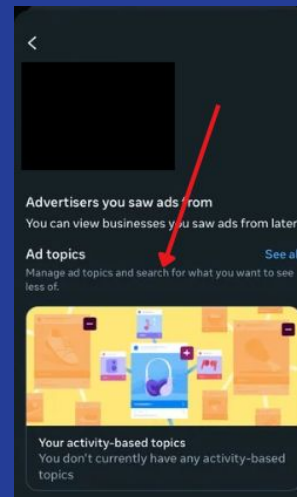 Advertisers you saw ads from
You can view businesses you saw ads from later
Ad topics See all
Manage ad topics and search for what you want to see
less of.
Your activity-based topics
You don't currently have any activity-based
topics